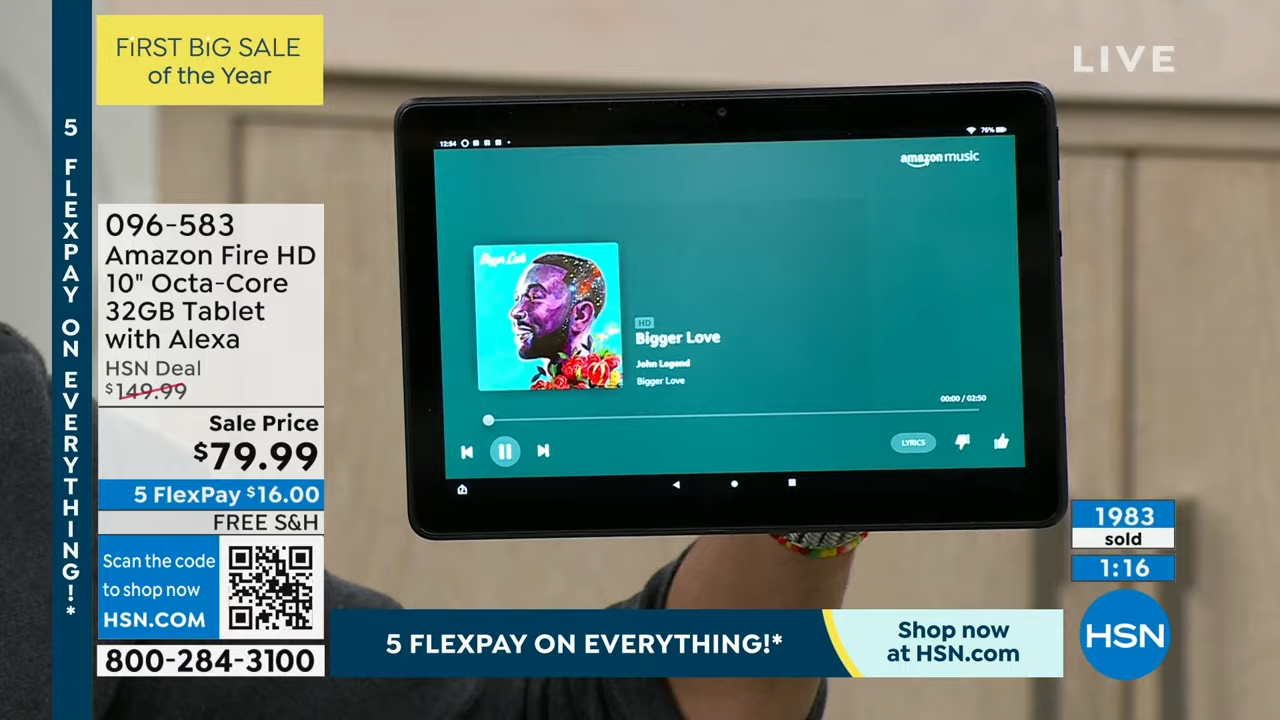 5 FLEXPAY ON EVERYTHING!*
FiRST BiG SALE
of the Year
LIVE
096-583
Amazon Fire HD
10" Octa-Core
32GB Tablet
with Alexa
HSN Deal
$149.99
Sale Price
$79.99
5 FlexPay $16.00
FREE S&H
Scan the code
to shop now
HSN.COM
800-284-3100
12:54
76%
amazon music
Bigger Love
HD
Bigger Love
John Legend
Bigger Love
00:00 / 02:50
LYRICS
1983
sold
1:16
5 FLEXPAY ON EVERYTHING!*
Shop now
at HSN.com
HSN